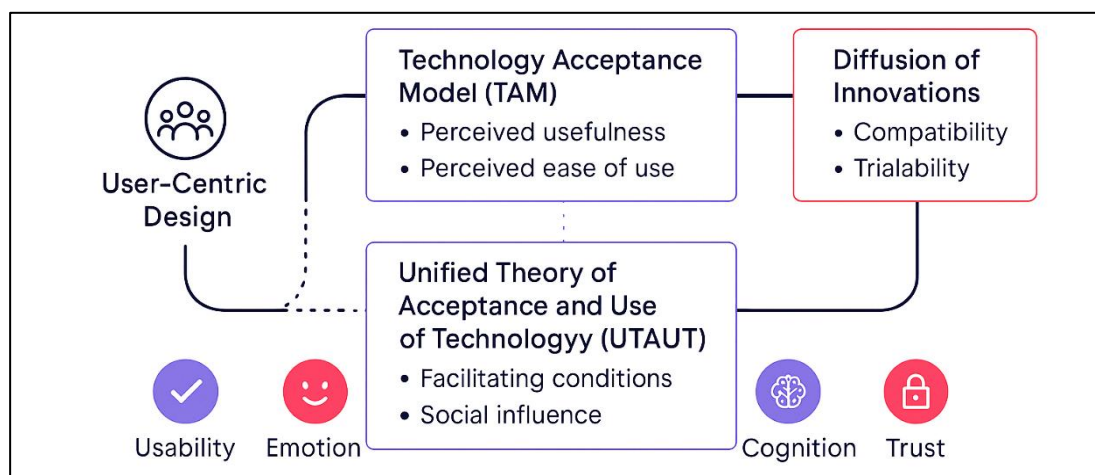 User-Centric
Design
Technology Acceptance
Model (TAM)
• Perceived usefulness
• Perceived ease of use
Diffusion of
Innovations
• Compatibility
• Trialability
Unified Theory of
Acceptance and Use
of Technologyy (UTAUT)
• Facilitating conditions
• Social influence
Usability
Emotion
Cognition
Trust